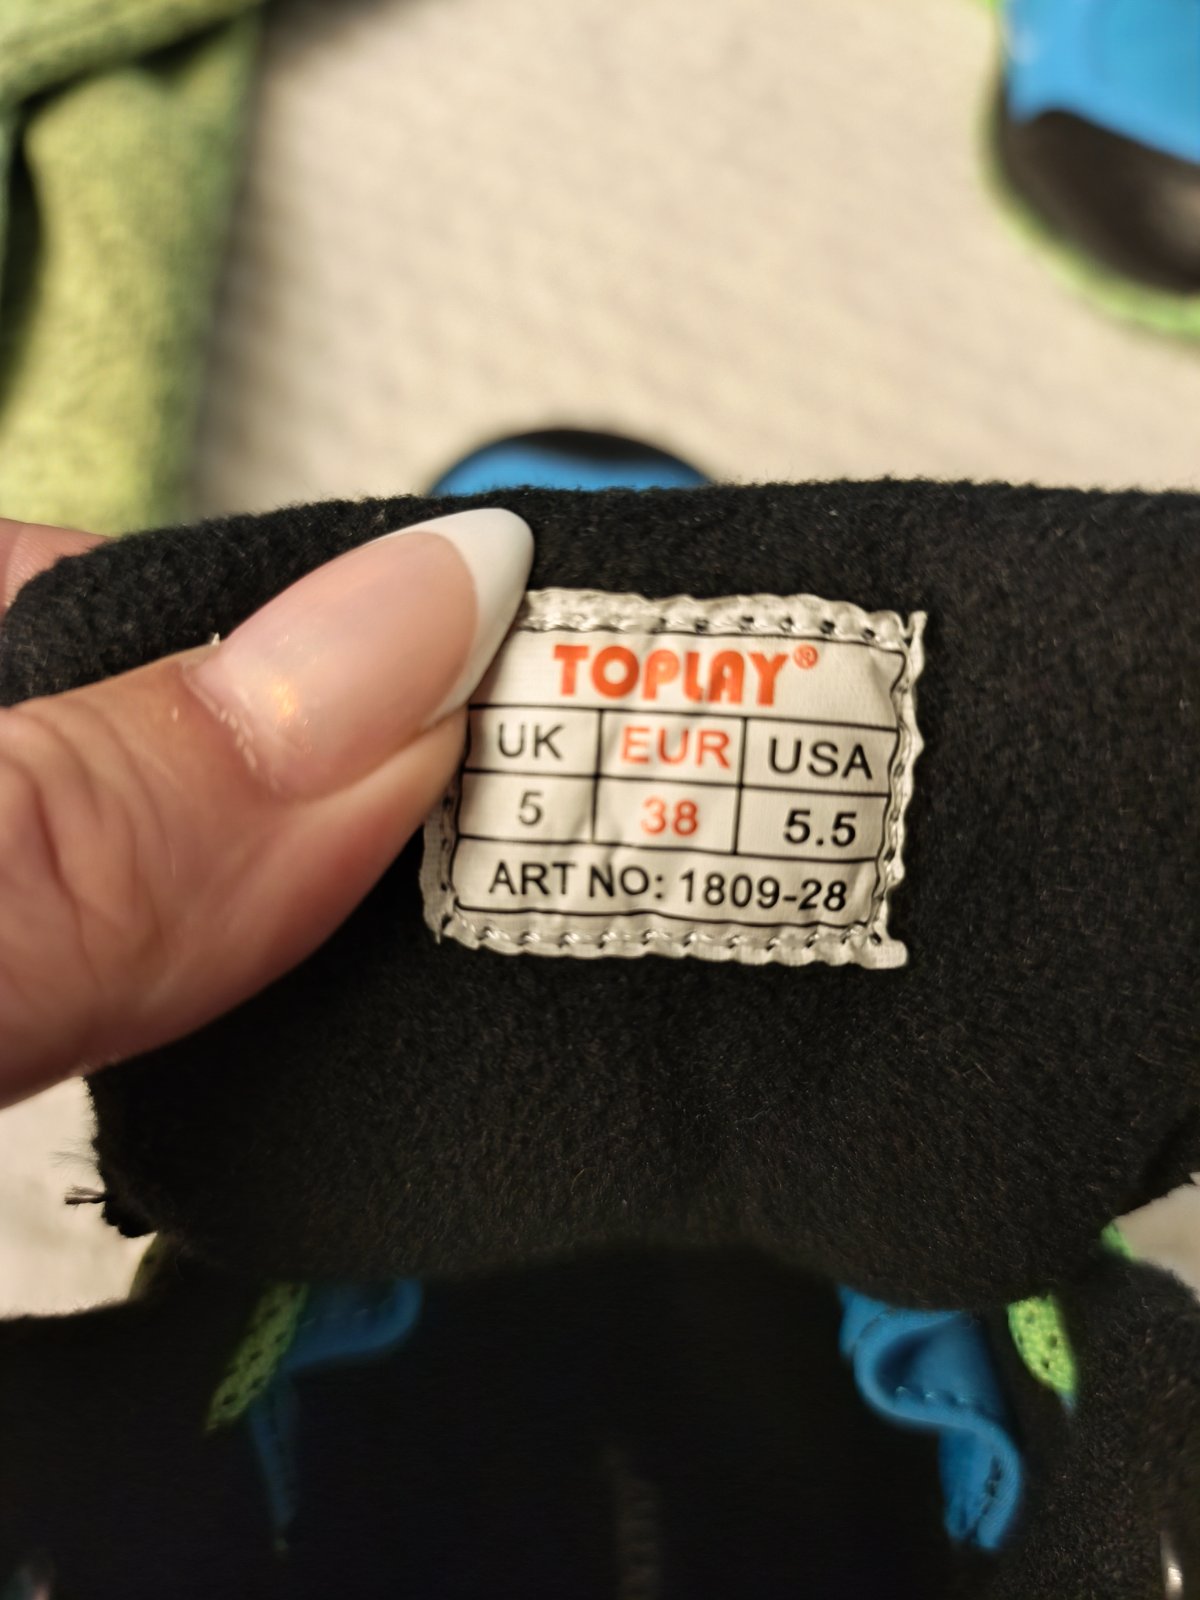 TOPLAY®
UK EUR USA
5 38 5.5
ART NO: 1809-28